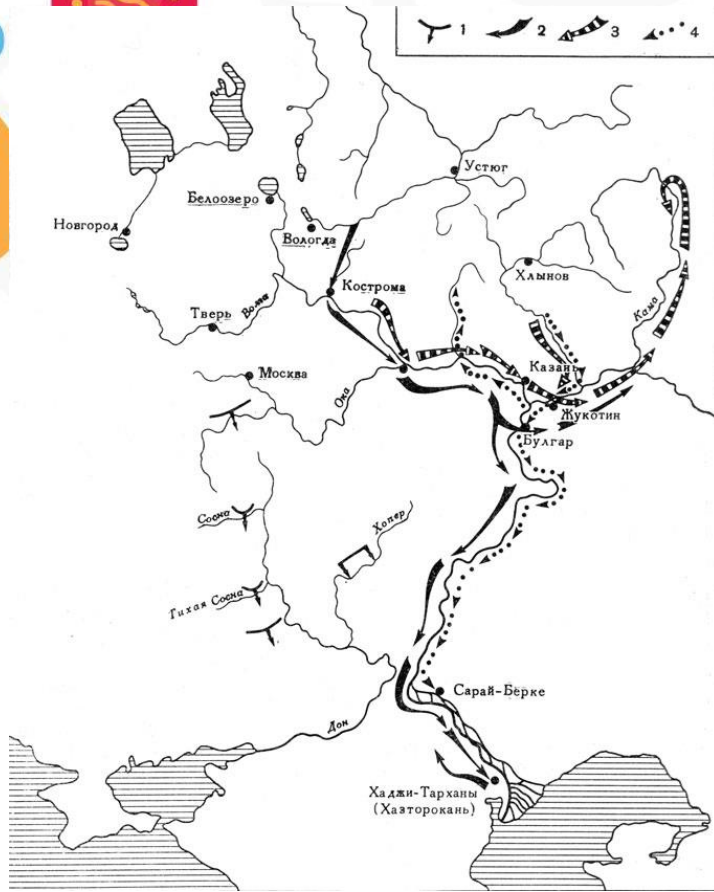 1 2 3 4
Устюг
Белоозеро
Новгород
Вологда
Хлынов
Кострома
Кама
Тверь
Волга
Казань
Москва
Ока
Жукотин
Булгар
Сосна
Хопер
Тихая Сосна
Сарай-Берке
Дон
Хаджи-Тарханы
(Хазторокань)